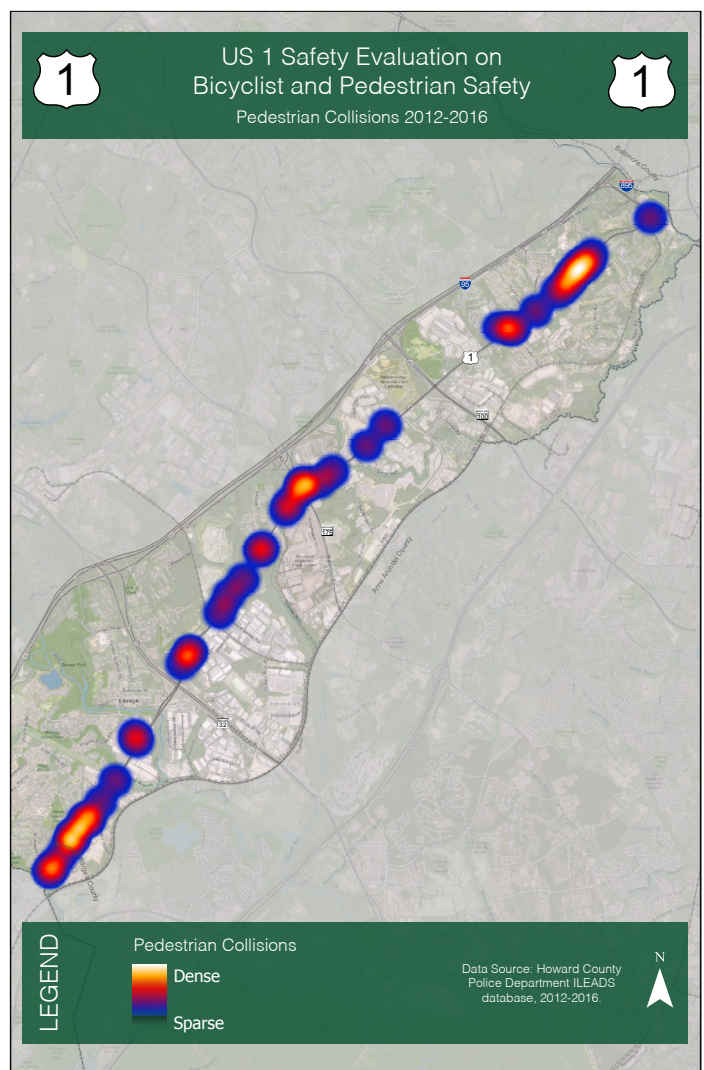 1
US 1 Safety Evaluation on
Bicyclist and Pedestrian Safety
Pedestrian Collisions 2012-2016
1
Baltimore County
895
95
1
100
175
Anne Arundel County
32
County
LEGEND
Pedestrian Collisions
Dense
Sparse
Data Source: Howard County
Police Department ILEADS
database, 2012-2016.
N